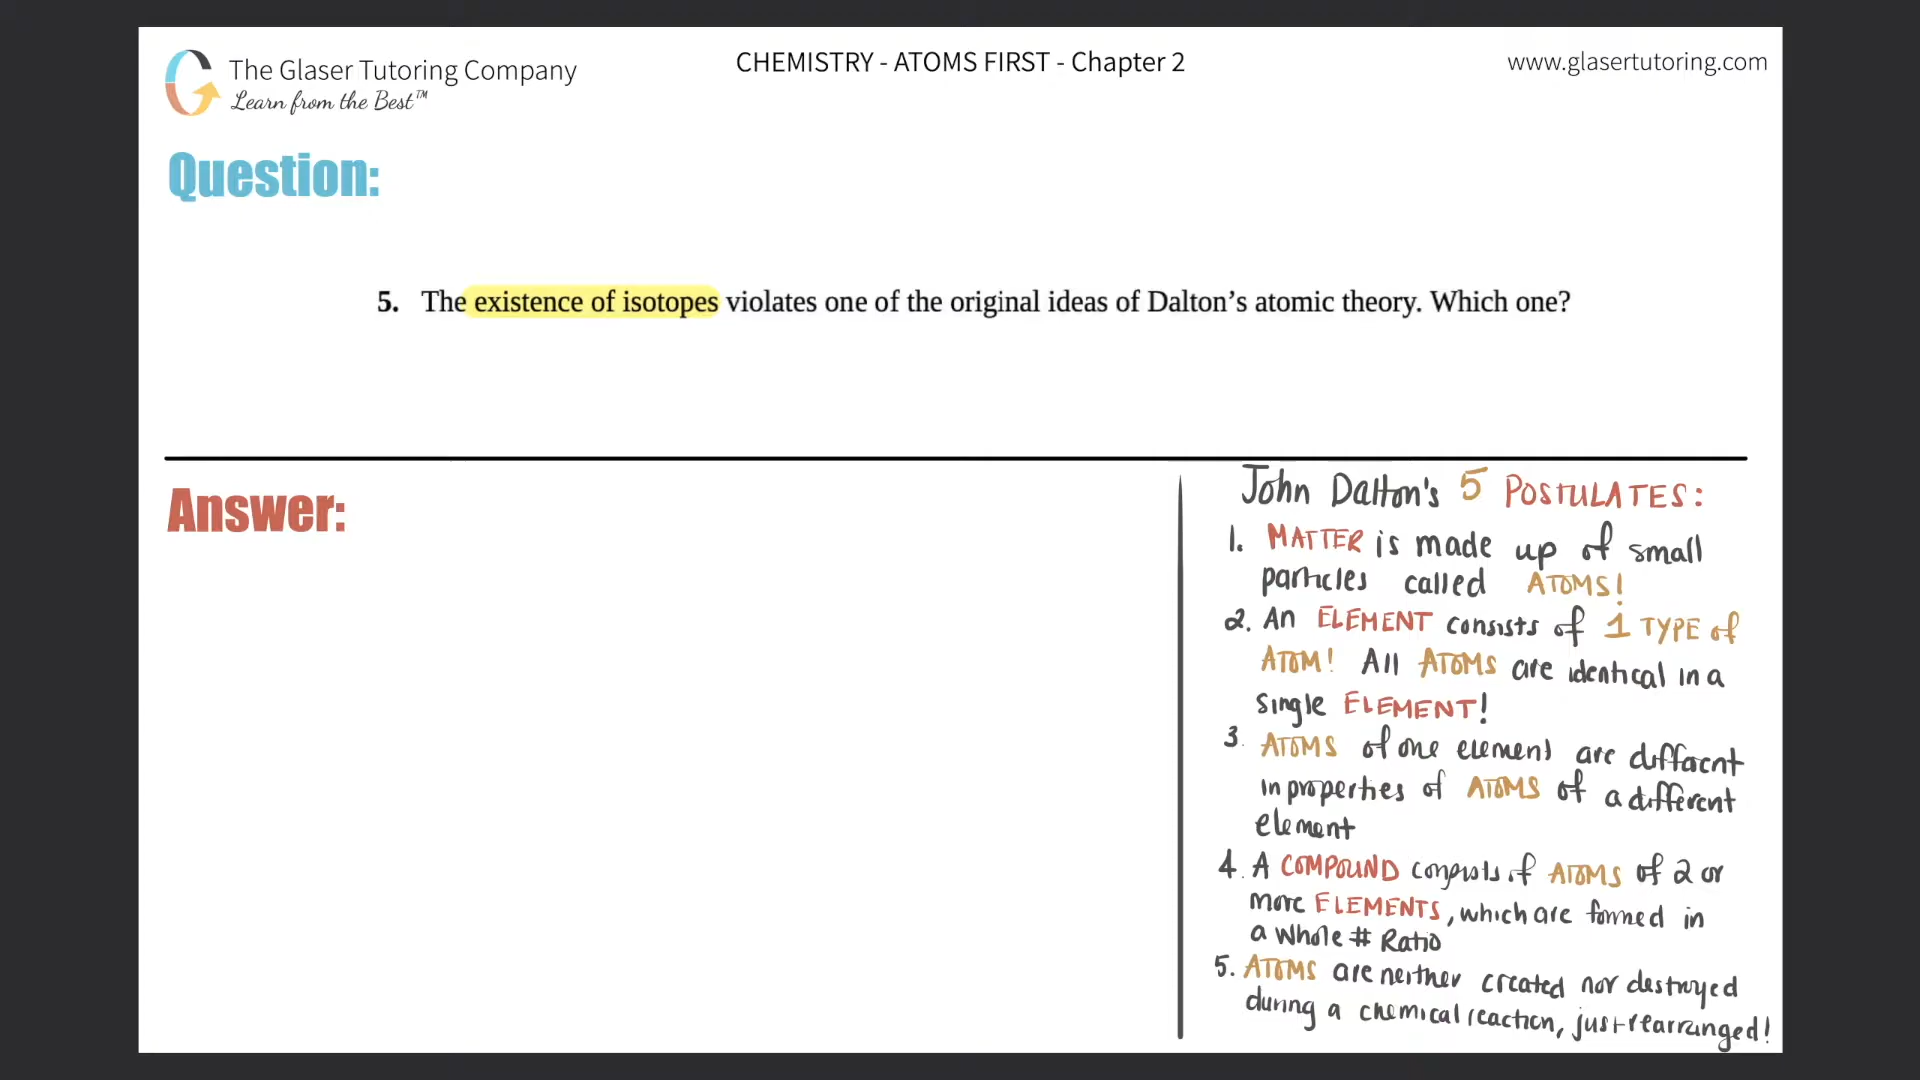 The Glaser Tutoring Company
Learn from the Best™
CHEMISTRY - ATOMS FIRST - Chapter 2
www.glasertutoring.com
Question:
5. The existence of isotopes violates one of the original ideas of Dalton's atomic theory. Which one?
Answer:
John Dalton's 5 POSTULATES:
1. MATTER is made up of small
particles called ATOMS!
2. An ELEMENT consists of 1 TYPE of
ATOM! All ATOMS are identical in a
single ELEMENT!
3. ATOMS of one element are different
in properties of ATOMS of a different
element
4. A COMPOUND consists of ATOMS of 2 or
more ELEMENTS, which are formed in
a whole # Ratio
5. ATOMS are neither created nor destroyed
during a chemical reaction, just rearranged!